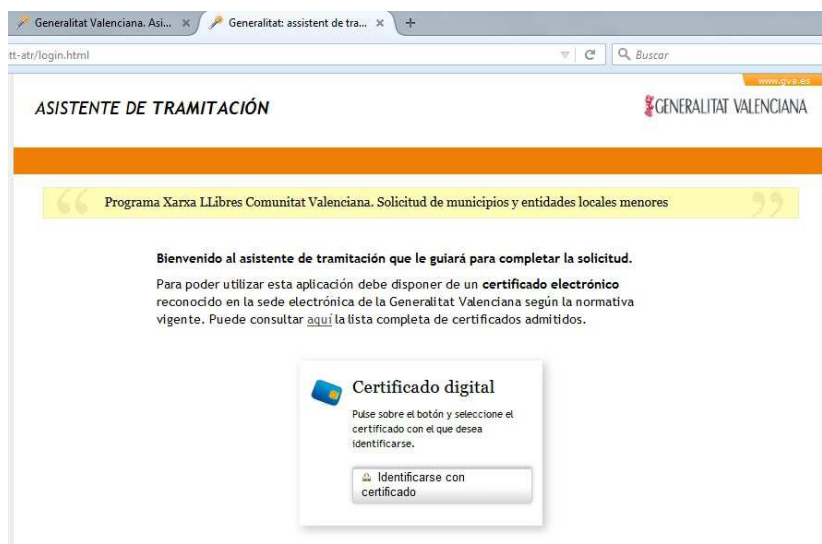 Generalitat Valenciana. Asi... ×
Generalitat: assistent de tra... × +
tt-atr/login.html
Buscar
www.gva.es
ASISTENTE DE TRAMITACIÓN
GENERALITAT VALENCIANA
Programa Xarxa LLibres Comunitat Valenciana. Solicitud de municipios y entidades locales menores
Bienvenido al asistente de tramitación que le guiará para completar la solicitud.
Para poder utilizar esta aplicación debe disponer de un certificado electrónico
reconocido en la sede electrónica de la Generalitat Valenciana según la normativa
vigente. Puede consultar aquí la lista completa de certificados admitidos.
Certificado digital
Pulse sobre el botón y seleccione el
certificado con el que desea
identificarse.
Identificarse con
certificado